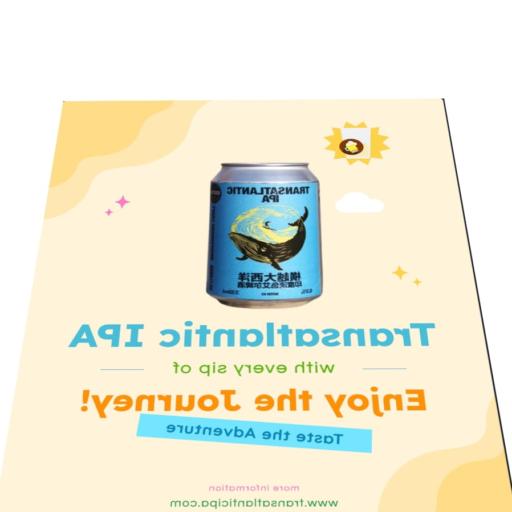 TRANSATLANTIC
IPA
横越大西洋
330ml
Transatlantic IPA
with every sip of
Enjoy the Journey!
Taste the Adventure
more information
www.transatlanticipa.com